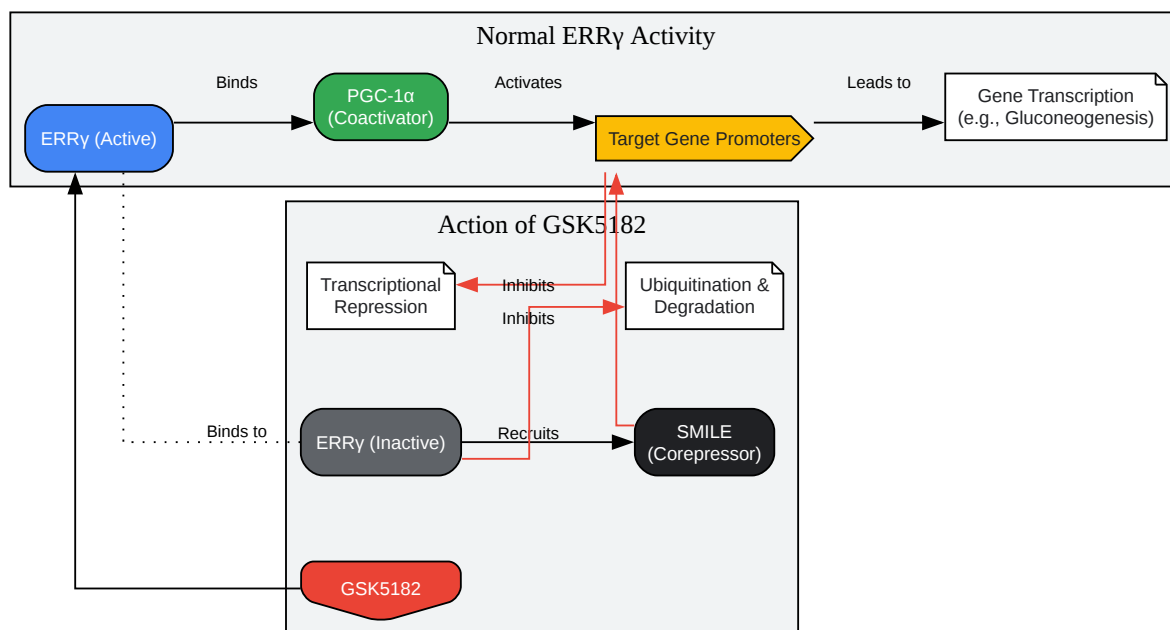 Normal ERRγ Activity
Binds
Activates
Leads to
ERRγ (Active)
PGC-1α
(Coactivator)
Target Gene Promoters
Gene Transcription
(e.g., Gluconeogenesis)
Action of GSK5182
Transcriptional
Repression
Inhibits
Inhibits
Ubiquitination &
Degradation
Binds to
ERRγ (Inactive)
Recruits
SMILE
(Corepressor)
GSK5182